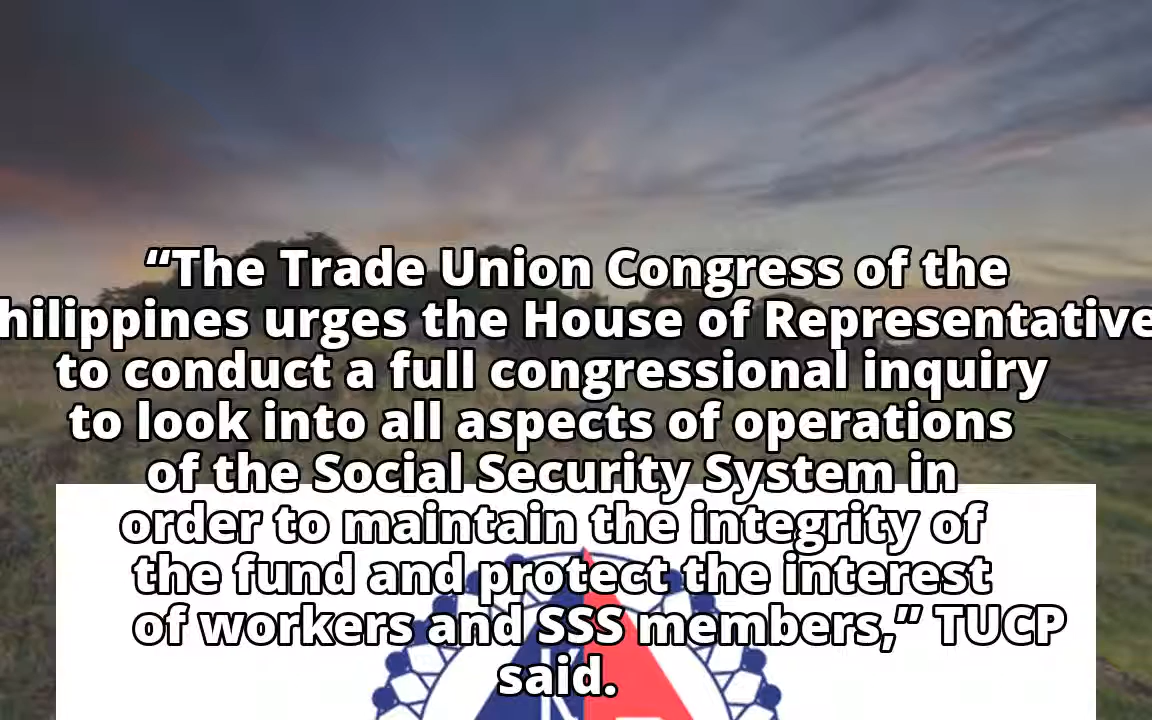 “The Trade Union Congress of the
hilippines urges the House of Representative
to conduct a full congressional inquiry
to look into all aspects of operations
of the Social Security System in
order to maintain the integrity of
the fund and protect the interest
of workers and SSS members,” TUCP
said.